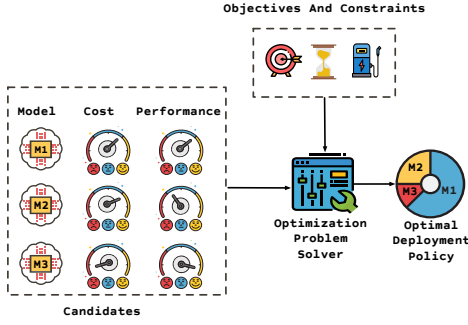 Objectives And Constraints
Model Cost Performance
M1
M2
M3
Candidates
Optimization
Problem
Solver
M2
M3
M1
Optimal
Deployment
Policy